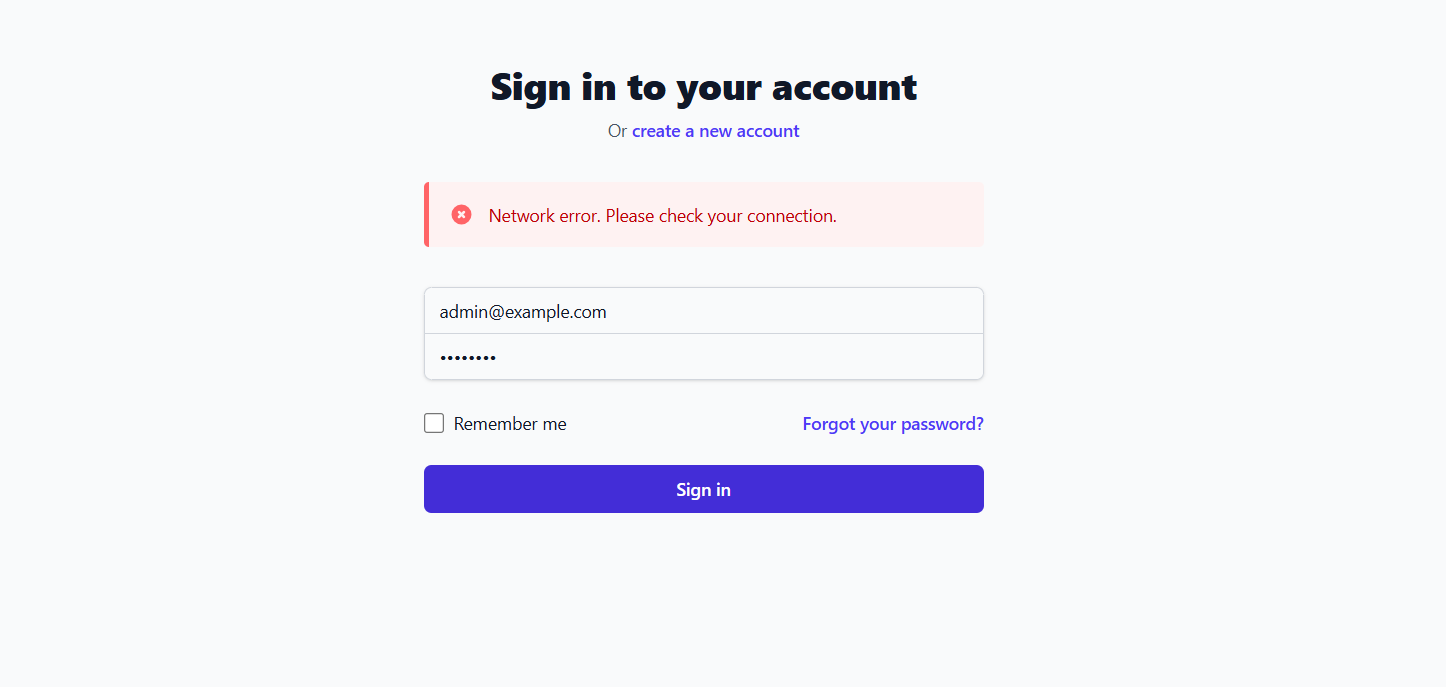 Sign in to your account
Or create a new account
Network error. Please check your connection.
admin@example.com
••••••••
Remember me
Forgot your password?
Sign in